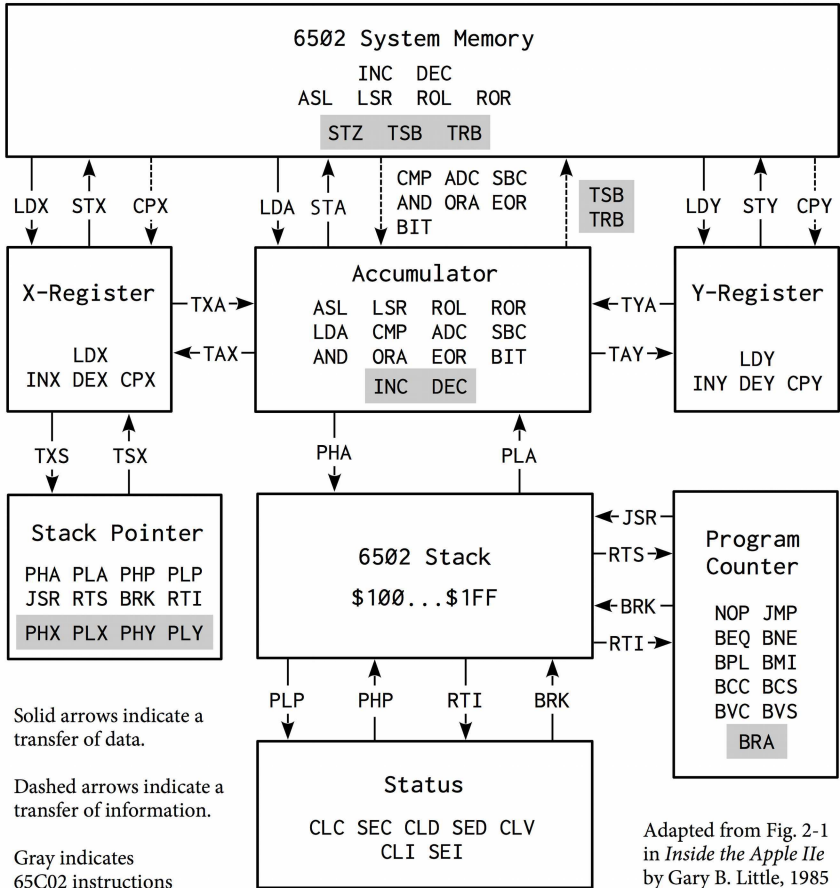 6502 System Memory
INC DEC
ASL LSR ROL ROR
STZ TSB TRB
LDX STX CPX
LDA STA
CMP ADC SBC
AND ORA EOR
BIT
TSB
TRB
LDY STY CPY
X-Register
LDX
INX DEX CPX
TXA
TAX
Accumulator
ASL LSR ROL ROR
LDA CMP ADC SBC
AND ORA EOR BIT
INC DEC
TYA
TAY
Y-Register
LDY
INY DEY CPY
TXS TSX
PHA PLA
Stack Pointer
PHA PLA PHP PLP
JSR RTS BRK RTI
PHX PLX PHY PLY
6502 Stack
$100...$1FF
JSR
RTS
BRK
RTI
Program
Counter
NOP JMP
BEQ BNE
BPL BMI
BCC BCS
BVC BVS
BRA
PLP PHP RTI BRK
Status
CLC SEC CLD SED CLV
CLI SEI
Solid arrows indicate a
transfer of data.
Dashed arrows indicate a
transfer of information.
Gray indicates
65C02 instructions
Adapted from Fig. 2-1
in Inside the Apple IIe
by Gary B. Little, 1985